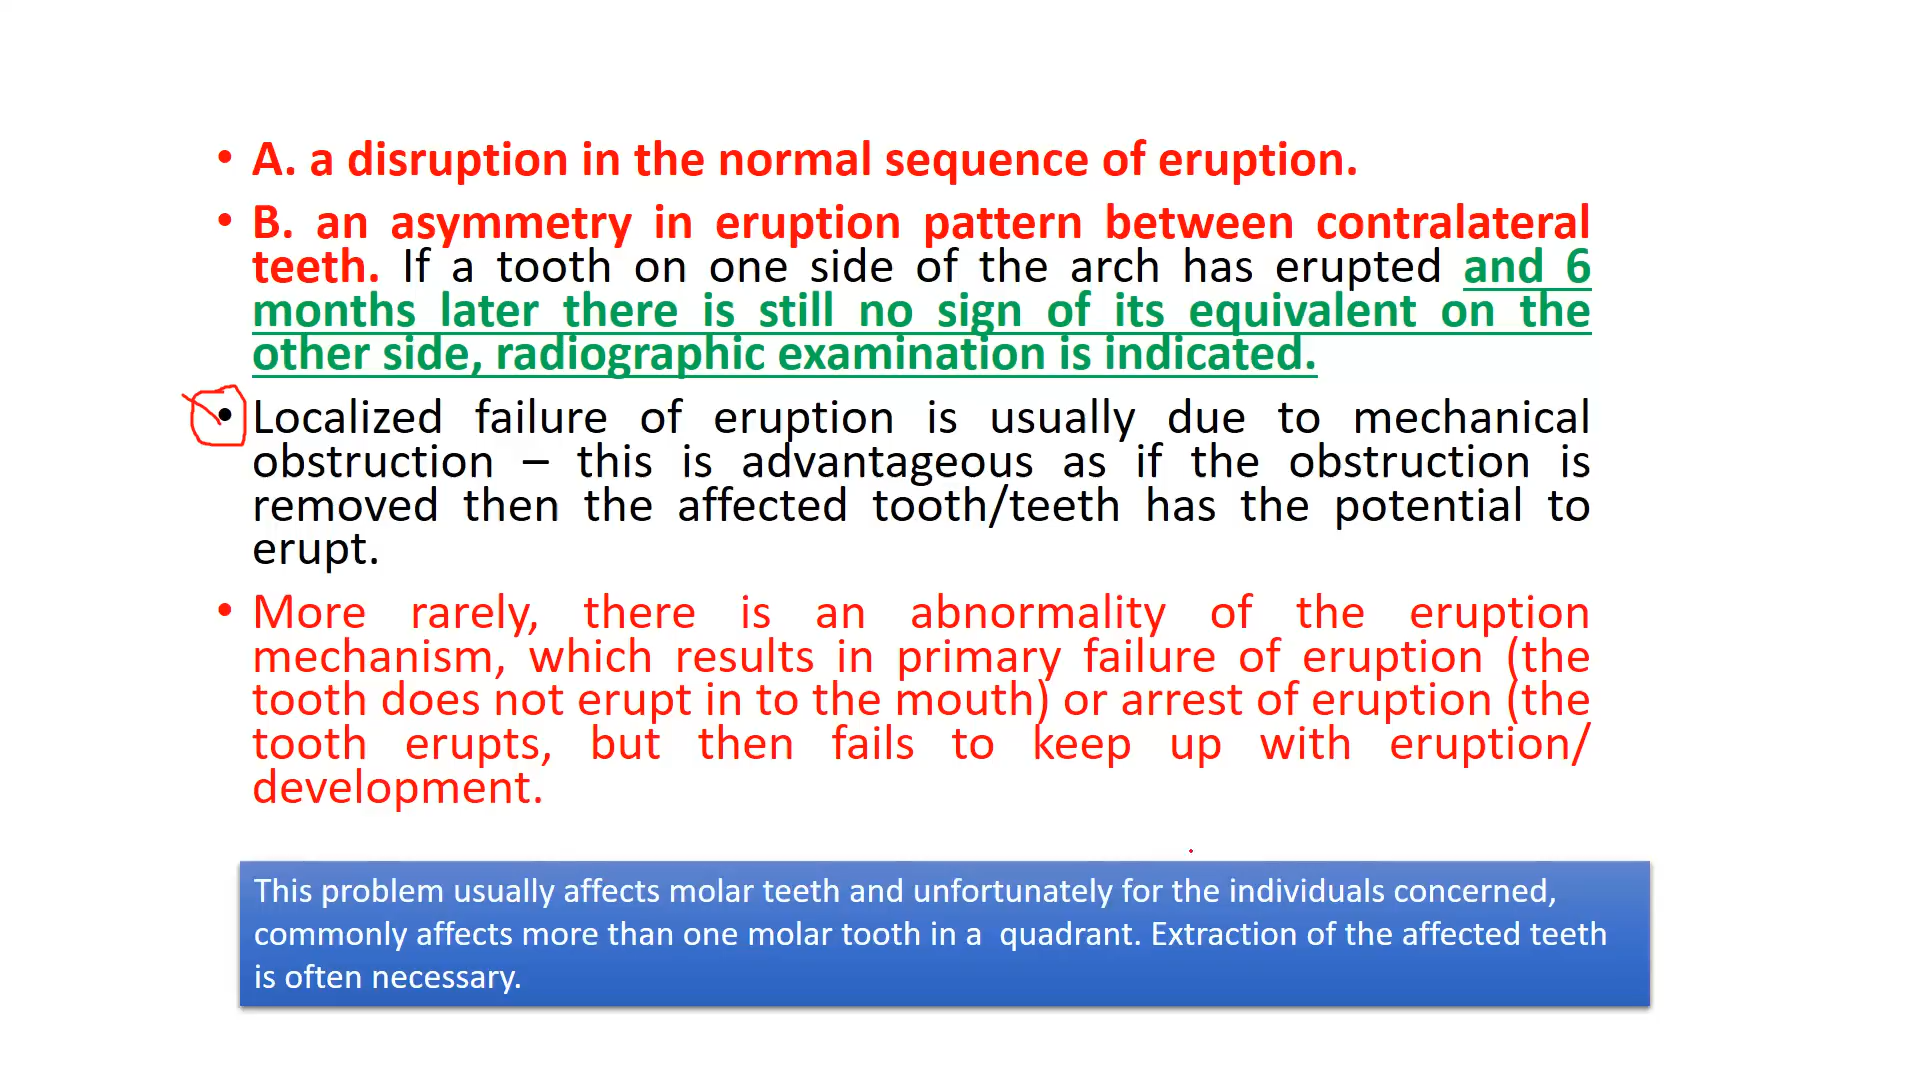 • A. a disruption in the normal sequence of eruption.
• B. an asymmetry in eruption pattern between contralateral
teeth. If a tooth on one side of the arch has erupted and 6
months later there is still no sign of its equivalent on the
other side, radiographic examination is indicated.
• Localized failure of eruption is usually due to mechanical
obstruction – this is advantageous as if the obstruction is
removed then the affected tooth/teeth has the potential to
erupt.
• More rarely, there is an abnormality of the eruption
mechanism, which results in primary failure of eruption (the
tooth does not erupt in to the mouth) or arrest of eruption (the
tooth erupts, but then fails to keep up with eruption/
development.
This problem usually affects molar teeth and unfortunately for the individuals concerned,
commonly affects more than one molar tooth in a quadrant. Extraction of the affected teeth
is often necessary.